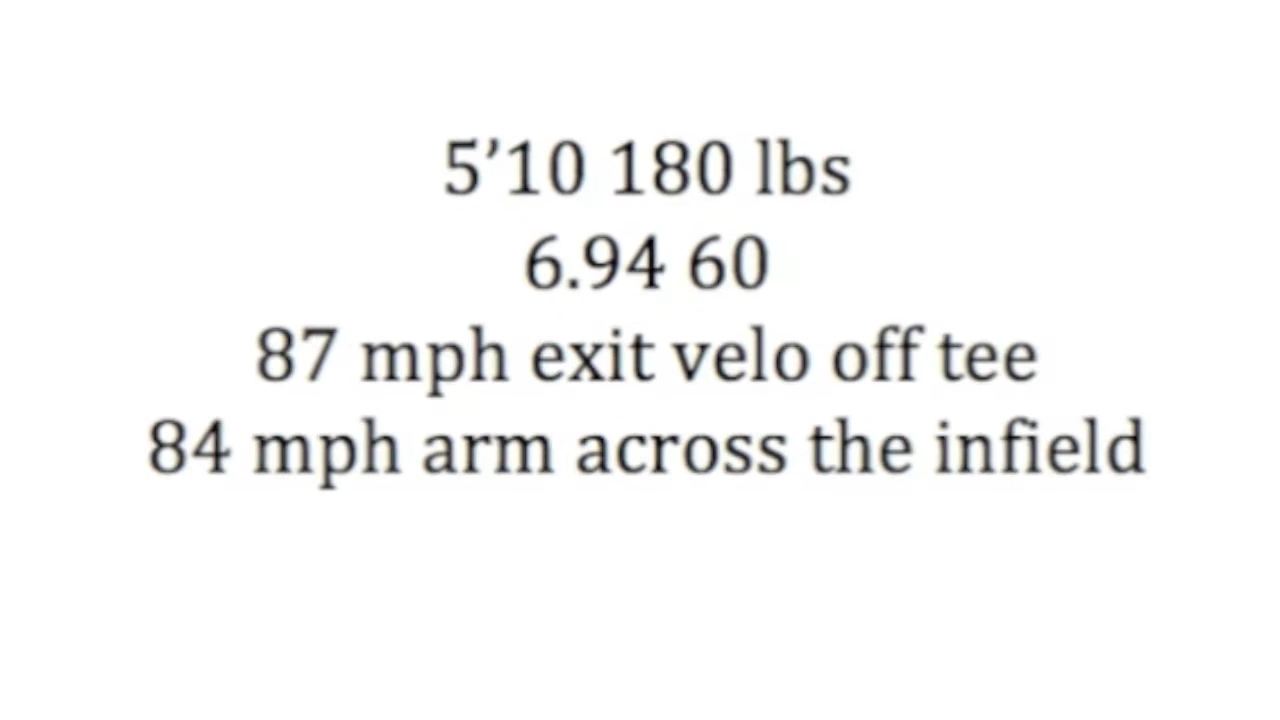 5’10 180 lbs
6.94 60
87 mph exit velo off tee
84 mph arm across the infield